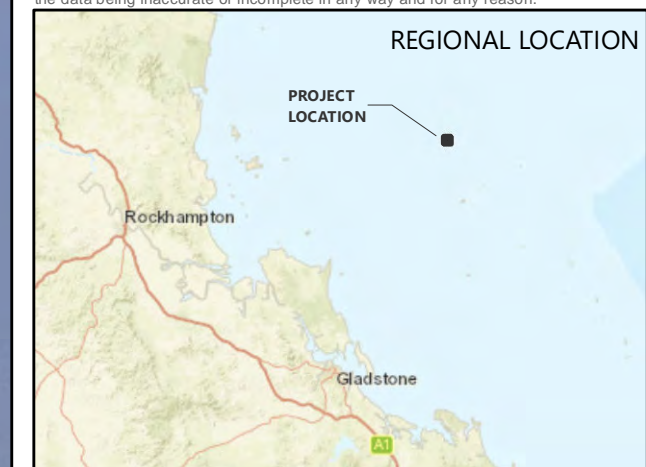 the data being inaccurate or incomplete in any way and for any reason.
REGIONAL LOCATION
PROJECT
LOCATION
Rockhampton
Gladstone
A1